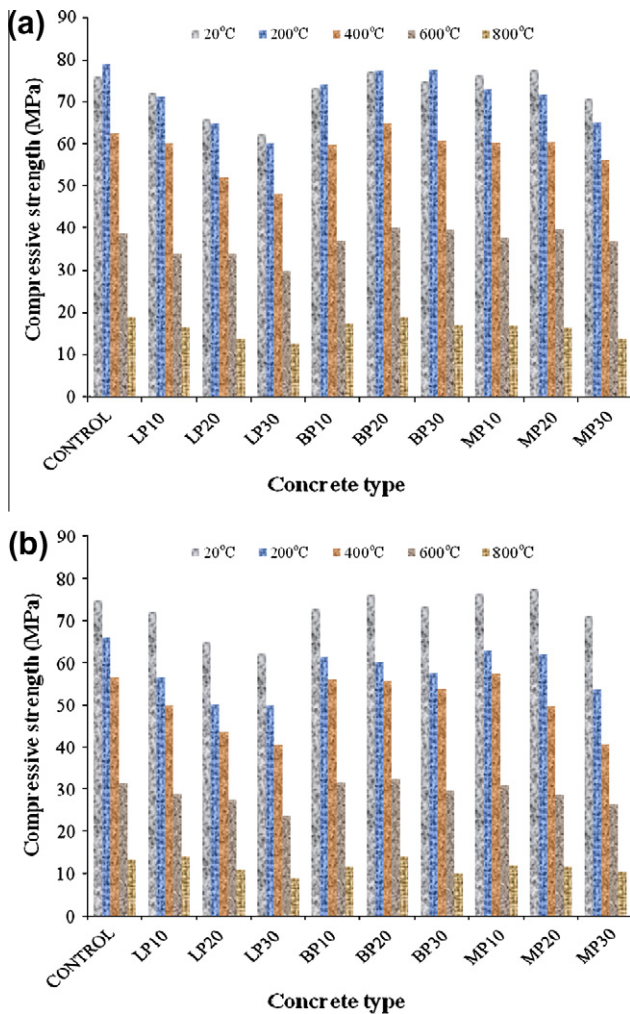 (a)
90
20°C 200°C 400°C 600°C 800°C
80
70
60
50
40
30
20
10
0
Compressive strength (MPa)
CONTROL LP10 LP20 LP30 BP10 BP20 BP30 MP10 MP20 MP30
Concrete type
(b)
90
20°C 200°C 400°C 600°C 800°C
80
70
60
50
40
30
20
10
0
Compressive strength (MPa)
CONTROL LP10 LP20 LP30 BP10 BP20 BP30 MP10 MP20 MP30
Concrete type